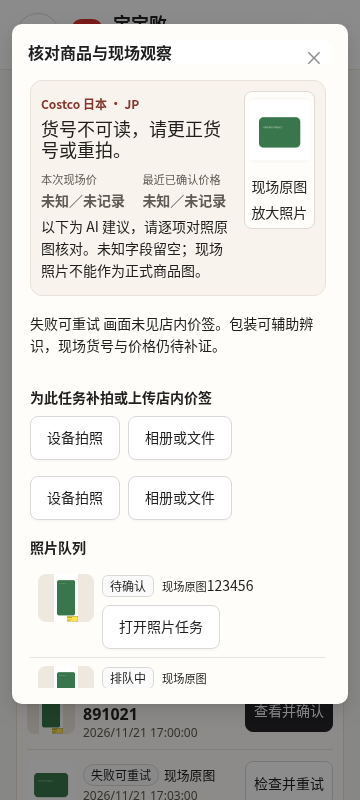 核对商品与现场观察
Costco 日本 · JP
货号不可读，请更正货
号或重拍。
本次现场价
最近已确认价格
未知／未记录
未知／未记录
以下为 AI 建议，请逐项对照原
图核对。未知字段留空；现场
照片不能作为正式商品图。
现场原图
放大照片
失败可重试 画面未见店内价签。包装可辅助辨
识，现场货号与价格仍待补证。
为此任务补拍或上传店内价签
设备拍照
相册或文件
设备拍照
相册或文件
照片队列
待确认
现场原图123456
打开照片任务
排队中
现场原图
891021
2026/11/21 17:00:00
查看并确认
失败可重试
现场原图
2026/11/21 17:03:00
检查并重试